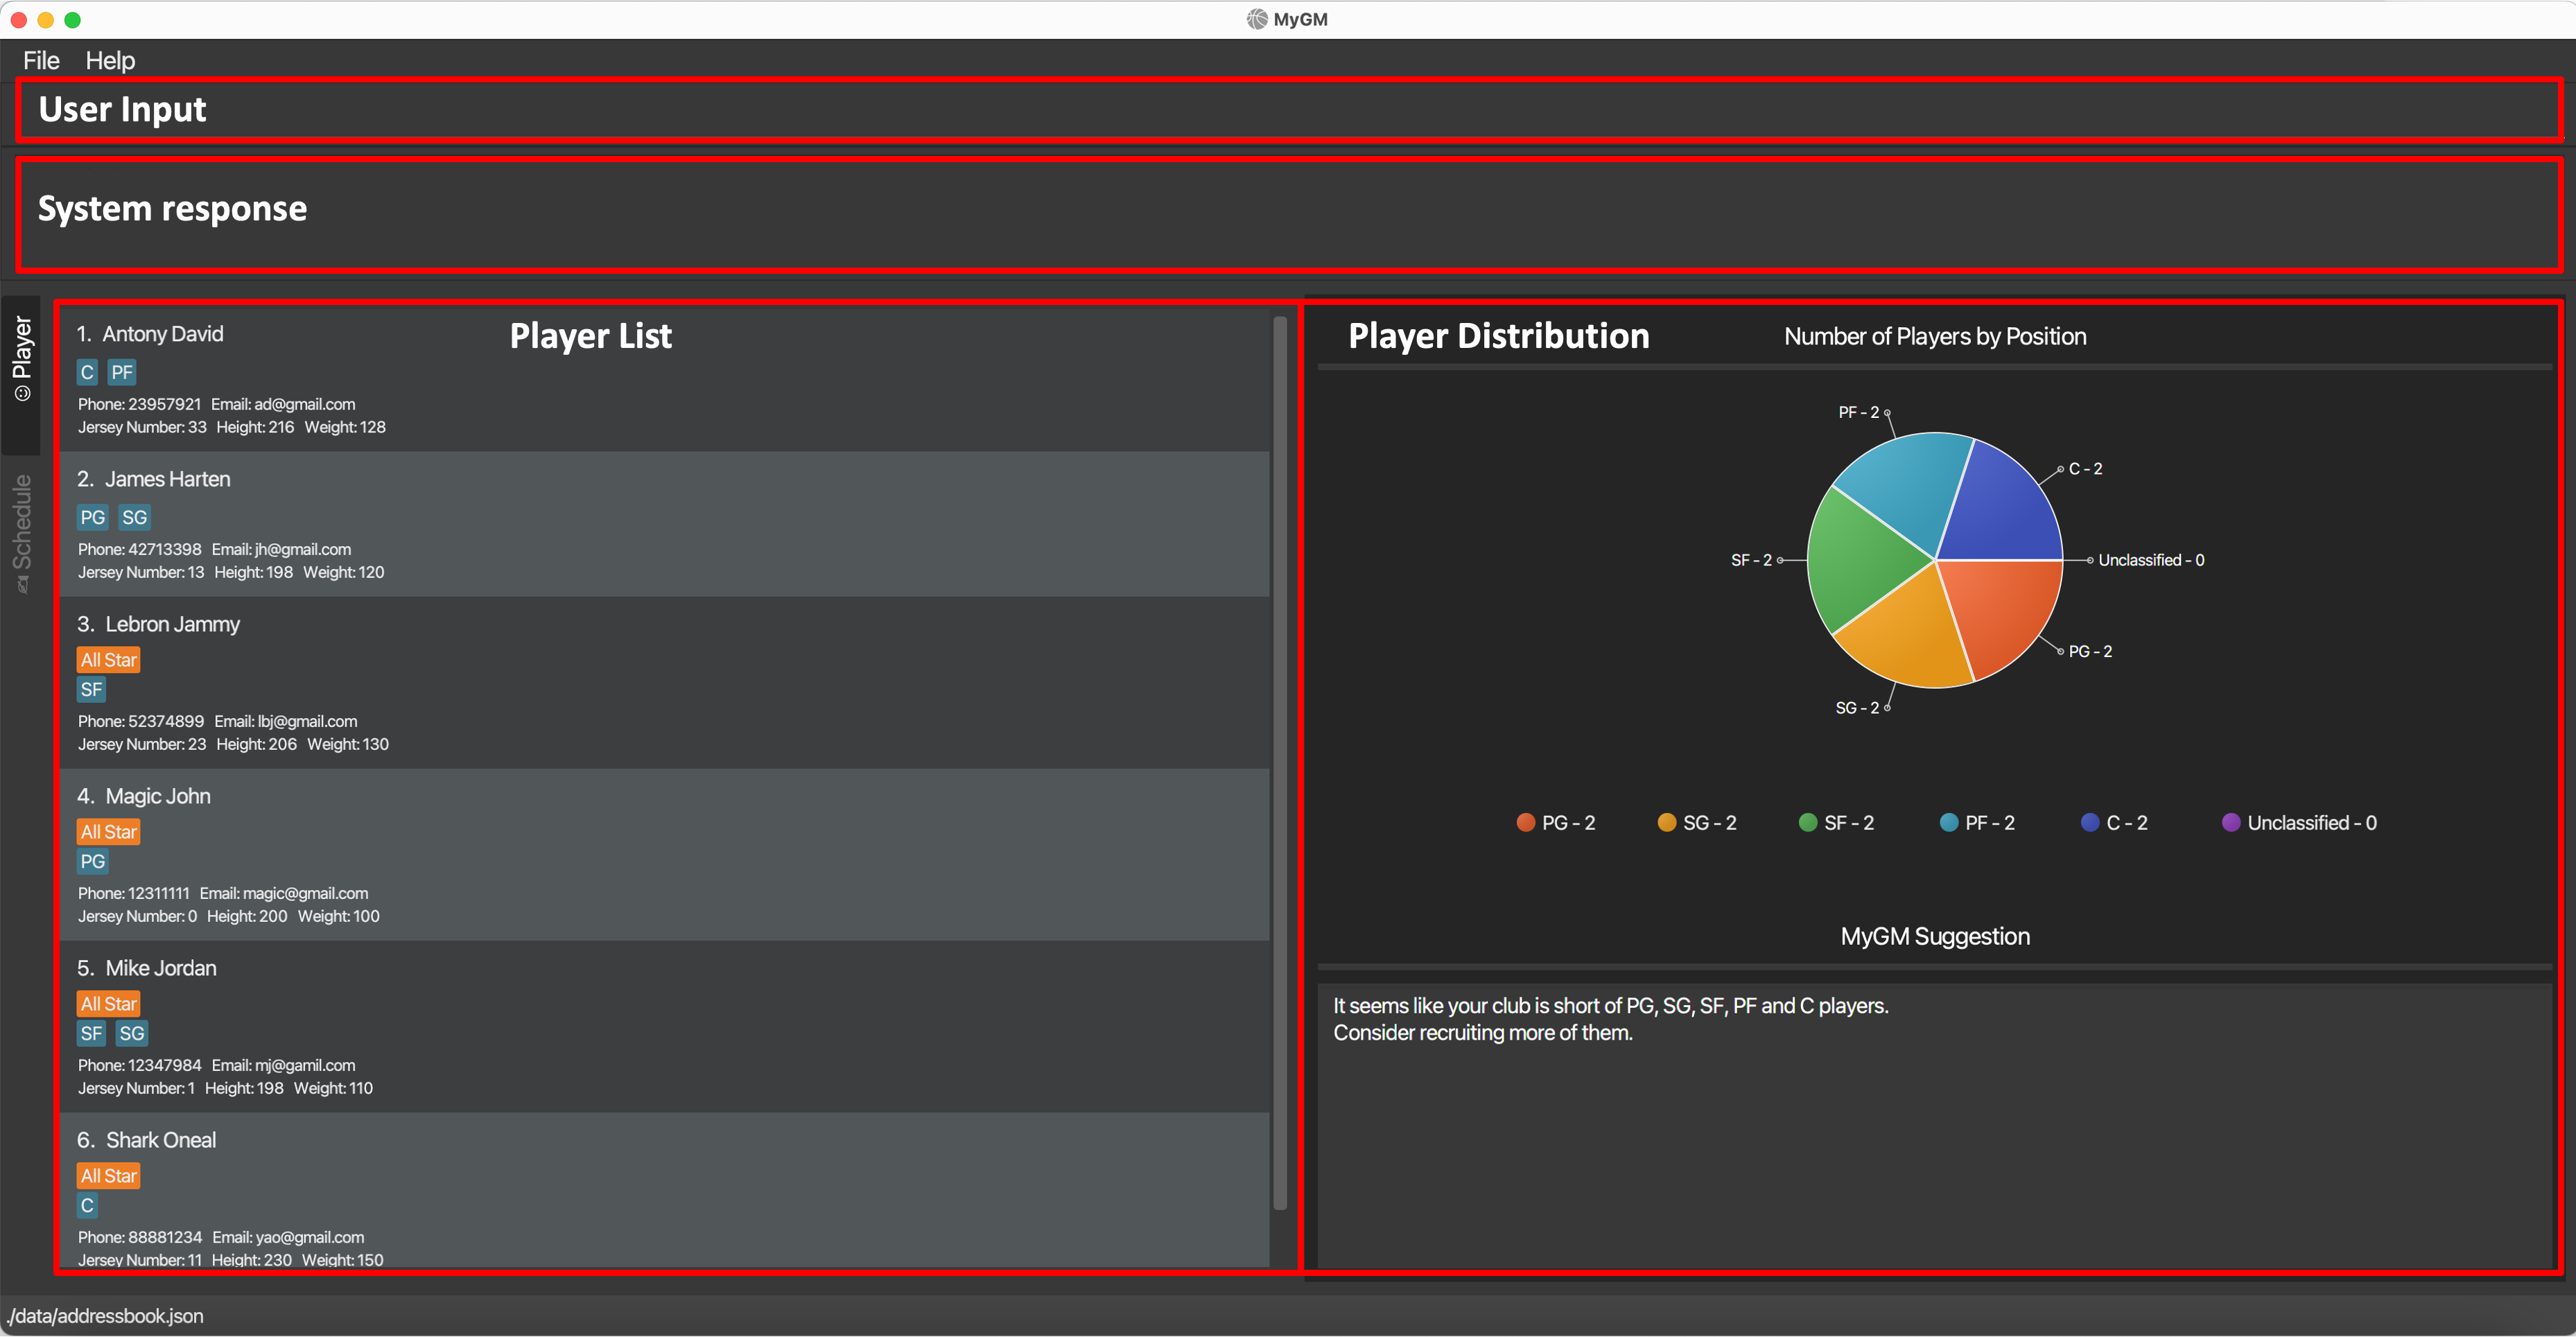 MyGM
File Help
User Input
System response
Player
Schedule
Player List
1. Antony David
C PF
Phone: 23957921 Email: ad@gmail.com
Jersey Number: 33 Height: 216 Weight: 128
2. James Harten
PG SG
Phone: 42713398 Email: jh@gmail.com
Jersey Number: 13 Height: 198 Weight: 120
3. Lebron Jammy
All Star
SF
Phone: 52374899 Email: lbj@gmail.com
Jersey Number: 23 Height: 206 Weight: 130
4. Magic John
All Star
PG
Phone: 12311111 Email: magic@gmail.com
Jersey Number: 0 Height: 200 Weight: 100
5. Mike Jordan
All Star
SF SG
Phone: 12347984 Email: mj@gamil.com
Jersey Number: 1 Height: 198 Weight: 110
6. Shark Oneal
All Star
C
Phone: 88881234 Email: yao@gmail.com
Jersey Number: 11 Height: 230 Weight: 150
Player Distribution
Number of Players by Position
PF - 2
C - 2
SF - 2
Unclassified - 0
PG - 2
SG - 2
PG - 2 SG - 2 SF - 2 PF - 2 C - 2 Unclassified - 0
MyGM Suggestion
It seems like your club is short of PG, SG, SF, PF and C players.
Consider recruiting more of them.
./data/addressbook.json